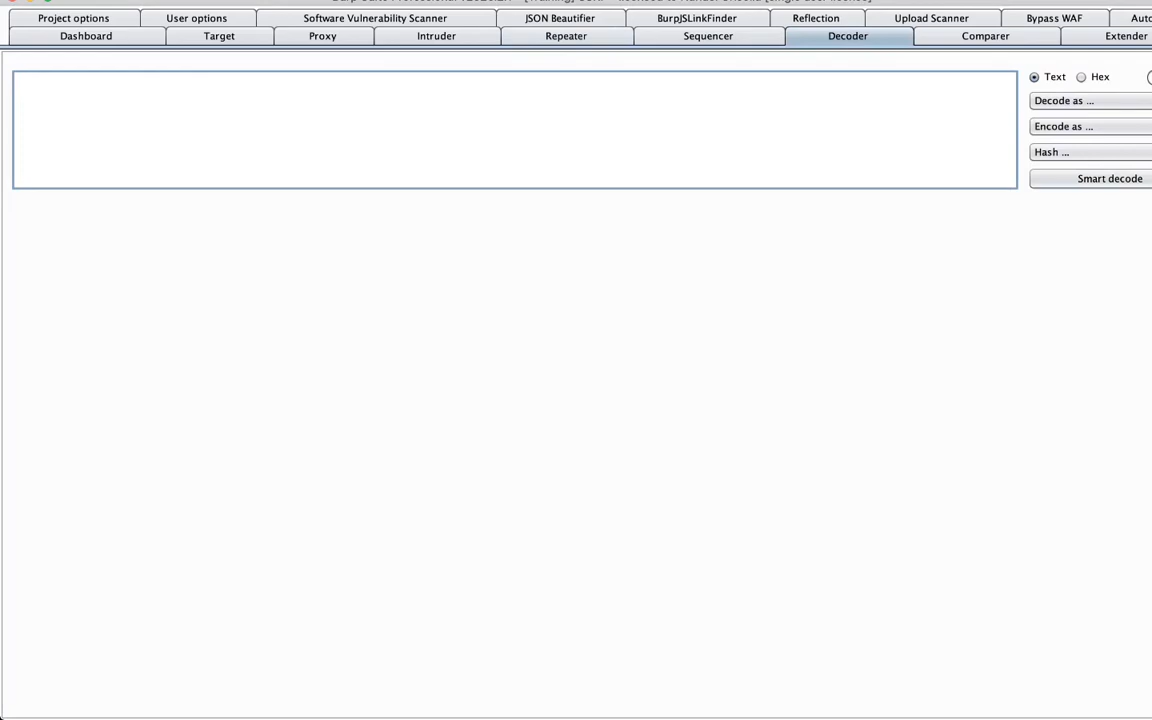 Project options User options Software Vulnerability Scanner JSON Beautifier BurpJSLinkFinder Reflection Upload Scanner Bypass WAF
Dashboard Target Proxy Intruder Repeater Sequencer Decoder Comparer Extender
Text Hex
Decode as ...
Encode as ...
Hash ...
Smart decode